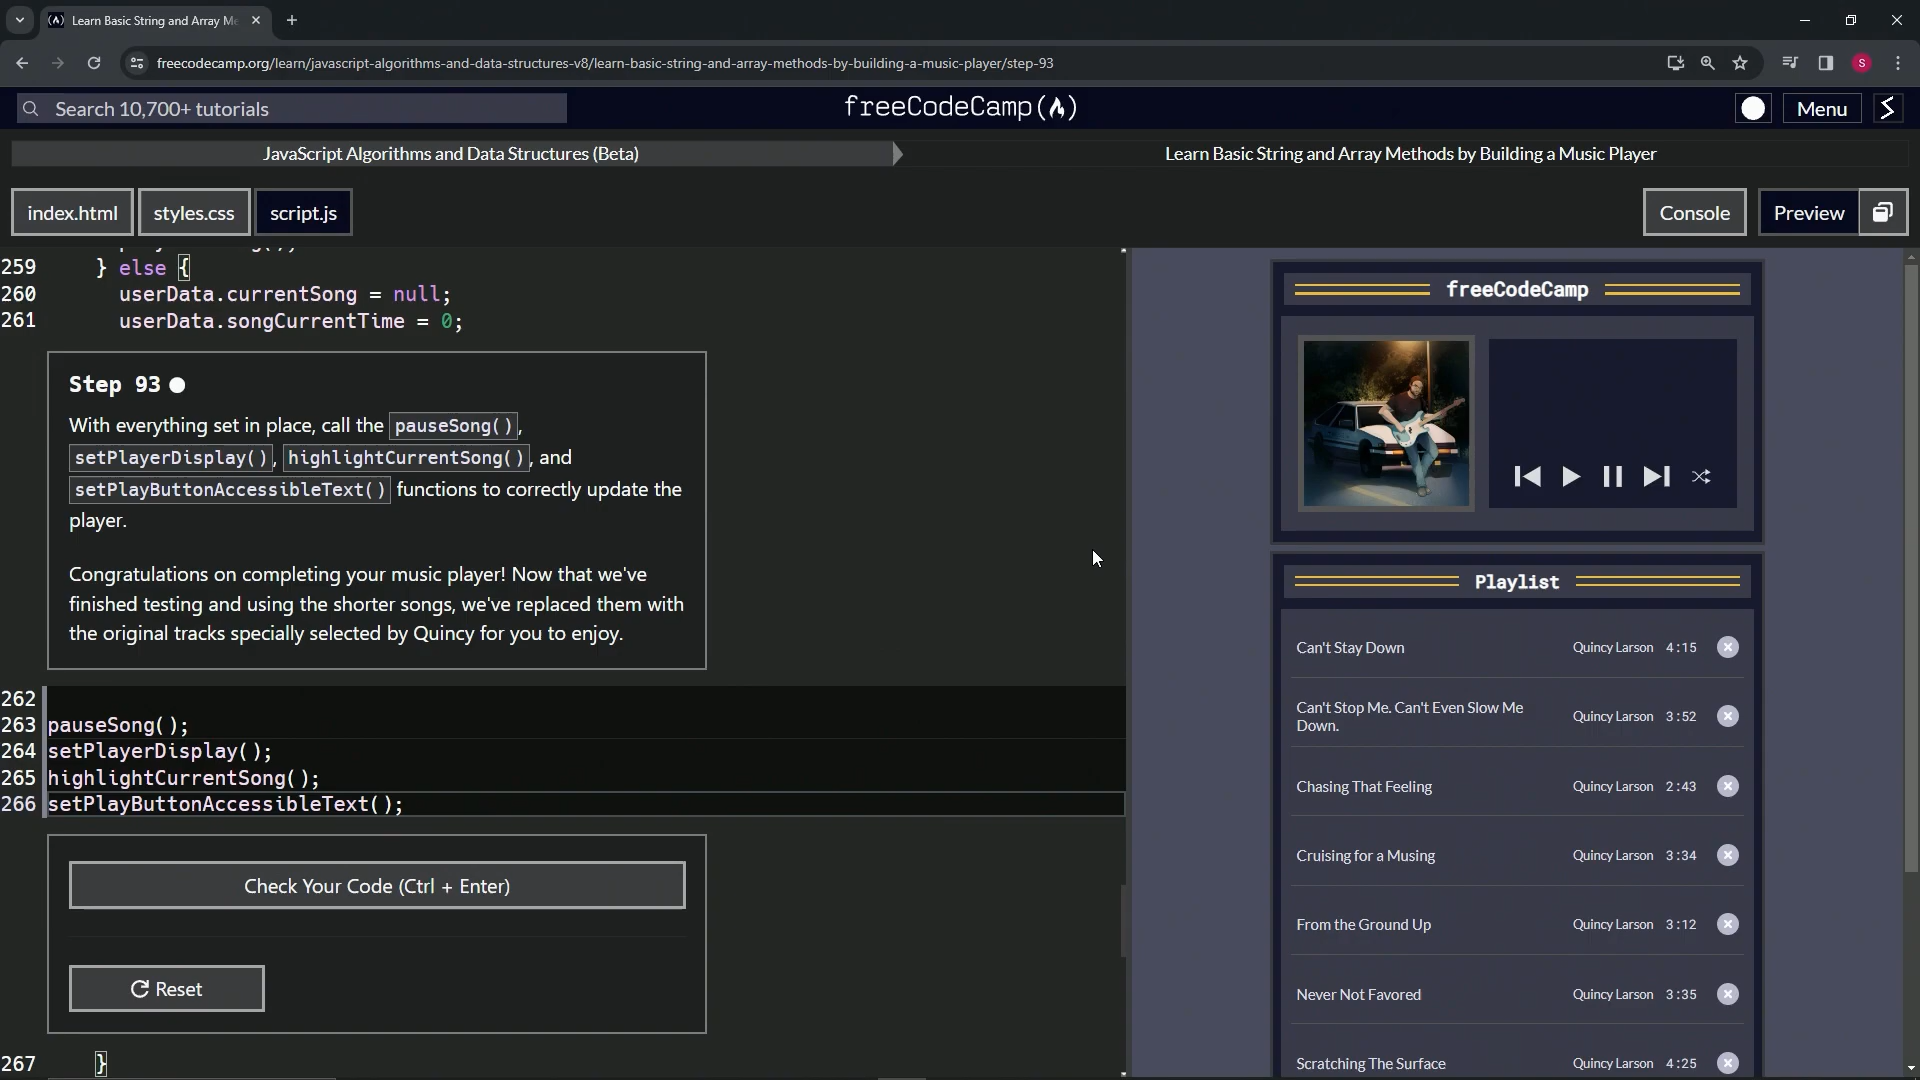 Learn Basic String and Array Me
freecodecamp.org/learn/javascript-algorithms-and-data-structures-v8/learn-basic-string-and-array-methods-by-building-a-music-player/step-93
S
Search 10,700+ tutorials
freeCodeCamp(🔥)
Menu
JavaScript Algorithms and Data Structures (Beta)
Learn Basic String and Array Methods by Building a Music Player
index.html
styles.css
script.js
Console
Preview
259 } else {
260 userData.currentSong = null;
261 userData.songCurrentTime = 0;
Step 93
With everything set in place, call the pauseSong(),
setPlayerDisplay(), highlightCurrentSong(), and
setPlayButtonAccessibleText() functions to correctly update the
player.
Congratulations on completing your music player! Now that we've
finished testing and using the shorter songs, we've replaced them with
the original tracks specially selected by Quincy for you to enjoy.
262
263 pauseSong();
264 setPlayerDisplay();
265 highlightCurrentSong();
266 setPlayButtonAccessibleText();
Check Your Code (Ctrl + Enter)
Reset
267 }
freeCodeCamp
Playlist
Can't Stay Down Quincy Larson 4:15
Can't Stop Me. Can't Even Slow Me
Down. Quincy Larson 3:52
Chasing That Feeling Quincy Larson 2:43
Cruising for a Musing Quincy Larson 3:34
From the Ground Up Quincy Larson 3:12
Never Not Favored Quincy Larson 3:35
Scratching The Surface Quincy Larson 4:25